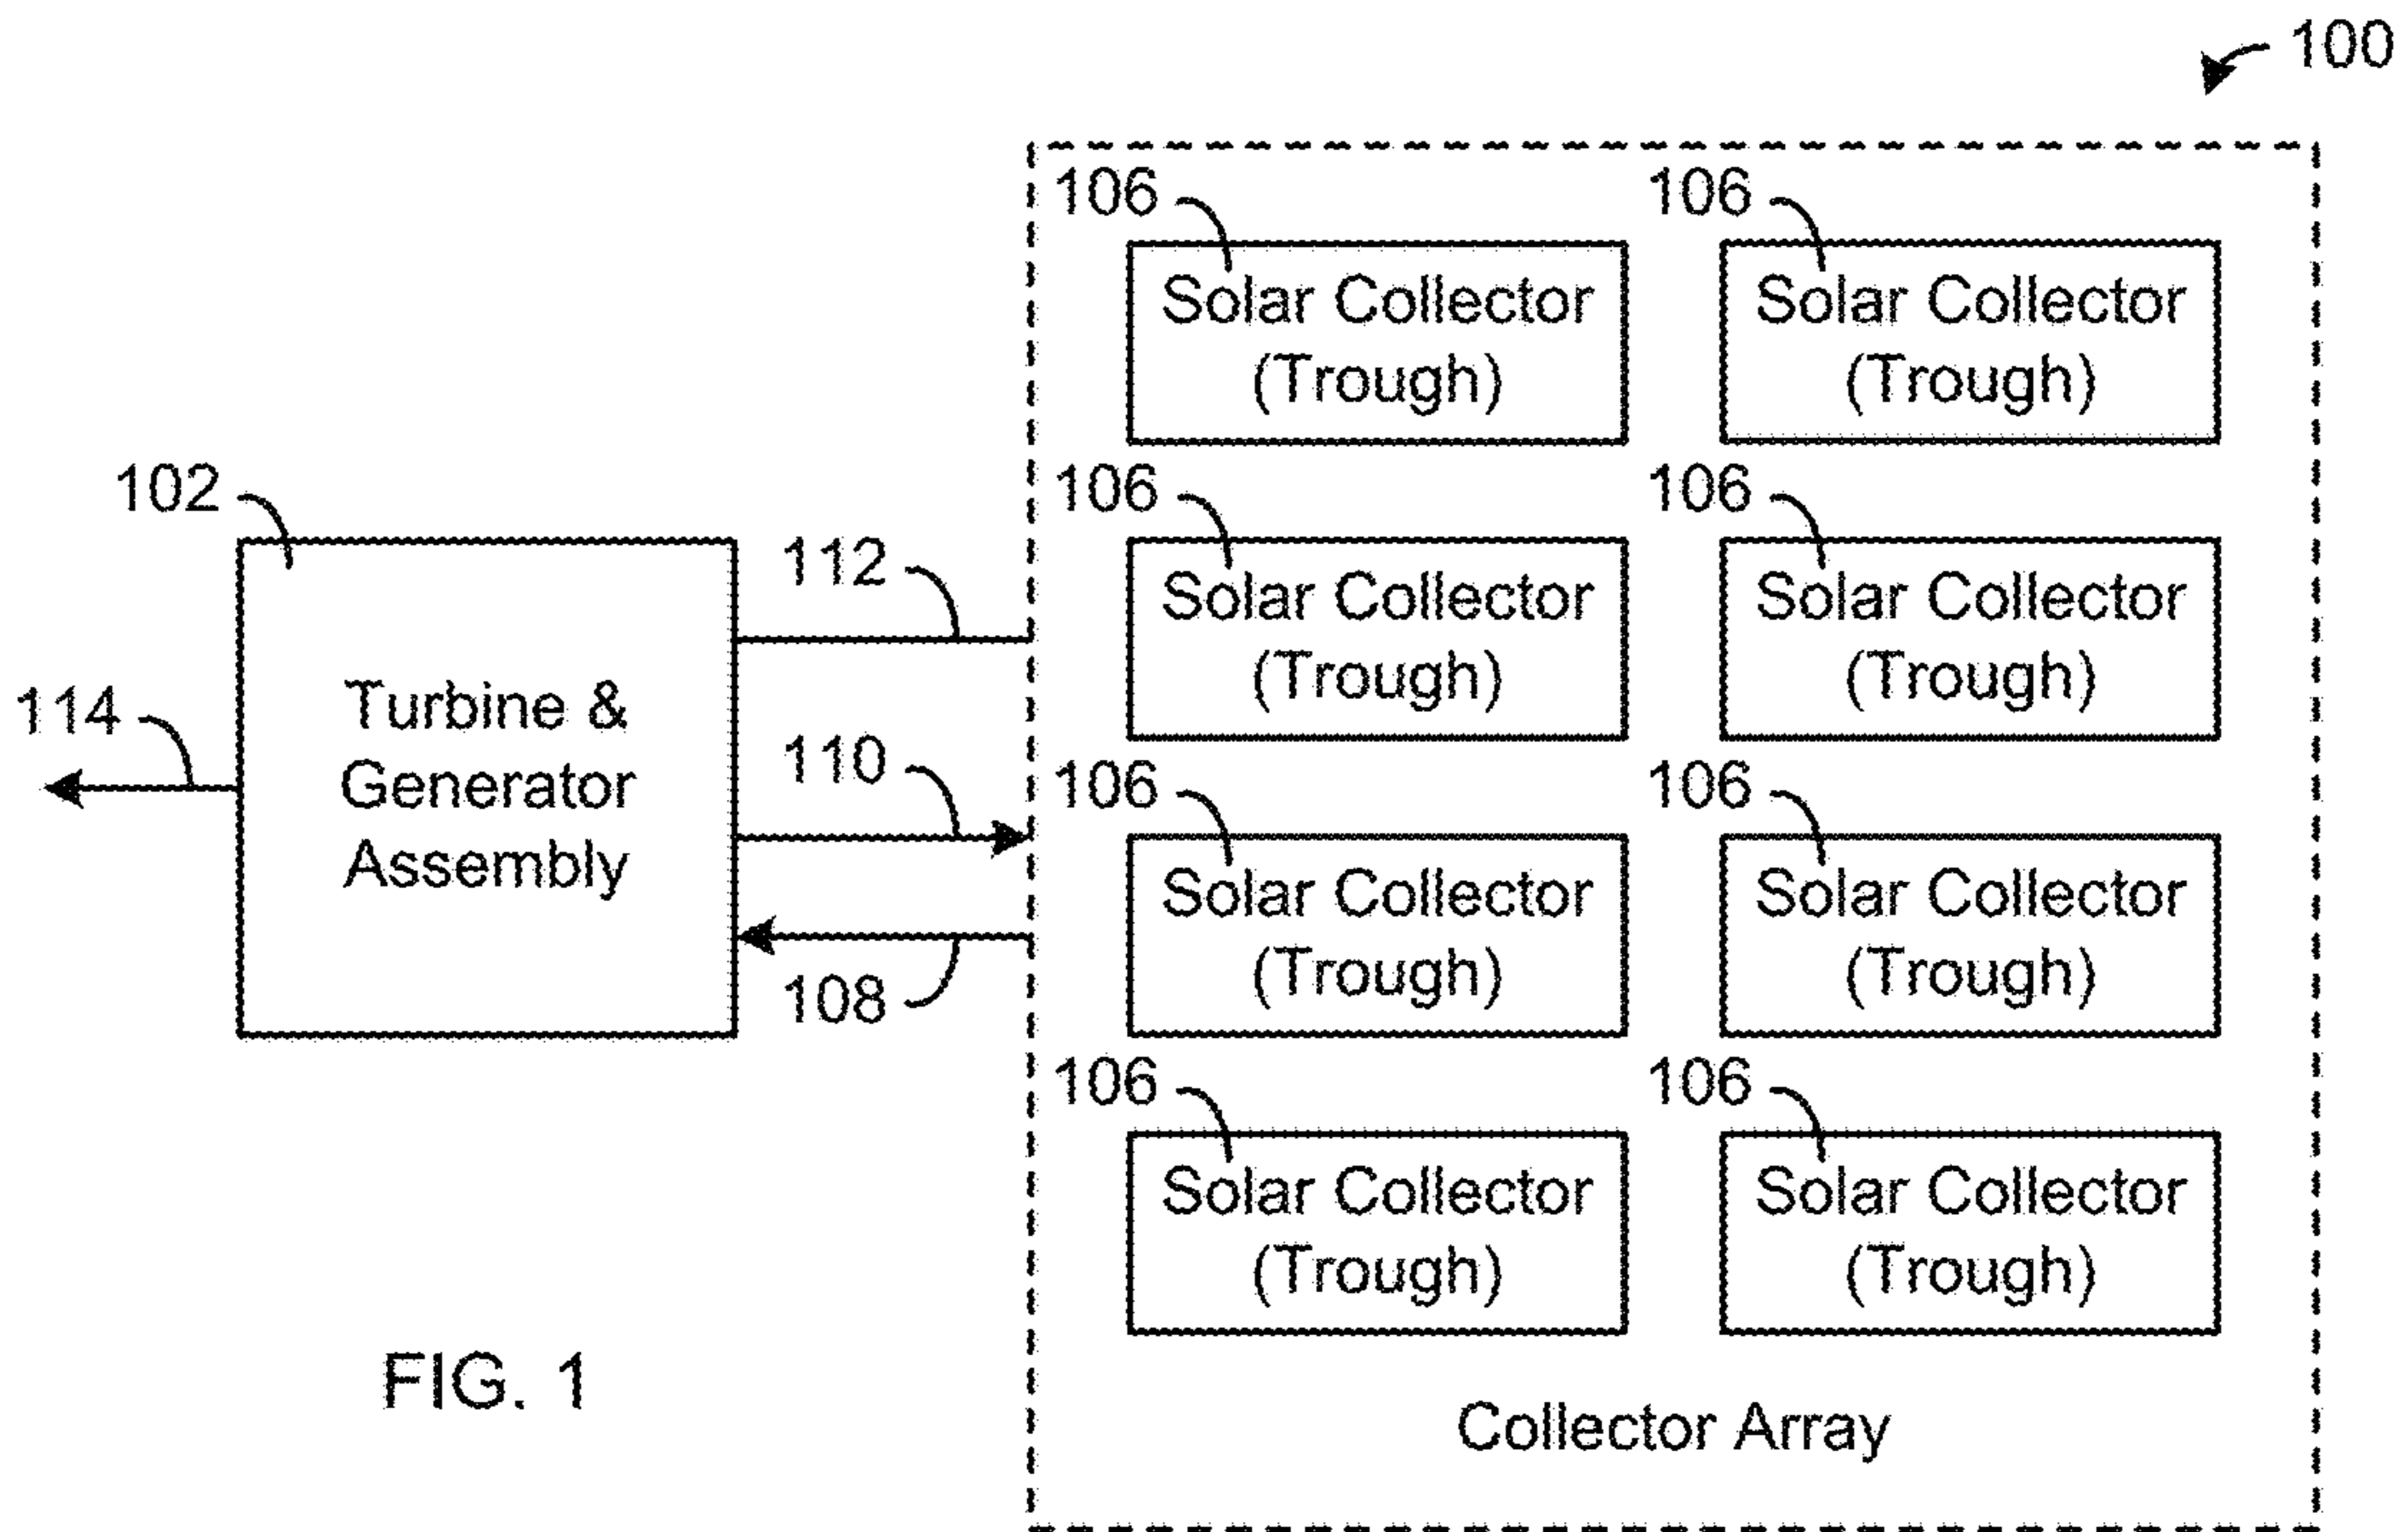 100
106 106
Solar Collector Solar Collector
(Trough) (Trough)
102
106 106
112
Solar Collector Solar Collector
(Trough) (Trough)
114
Turbine &
Generator
Assembly
110
106 106
108
Solar Collector Solar Collector
(Trough) (Trough)
106 106
Solar Collector Solar Collector
(Trough) (Trough)
FIG. 1
Collector Array